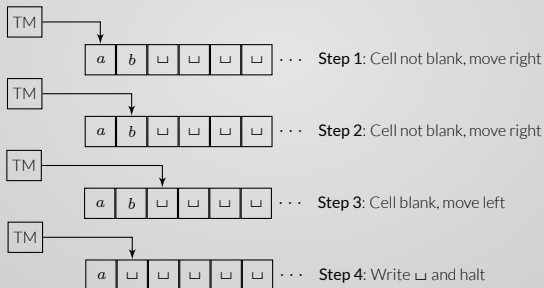 TM
a b ␣ ␣ ␣ ␣ · · · Step 1: Cell not blank, move right
TM
a b ␣ ␣ ␣ ␣ · · · Step 2: Cell not blank, move right
TM
a b ␣ ␣ ␣ ␣ · · · Step 3: Cell blank, move left
TM
a ␣ ␣ ␣ ␣ ␣ · · · Step 4: Write ␣ and halt